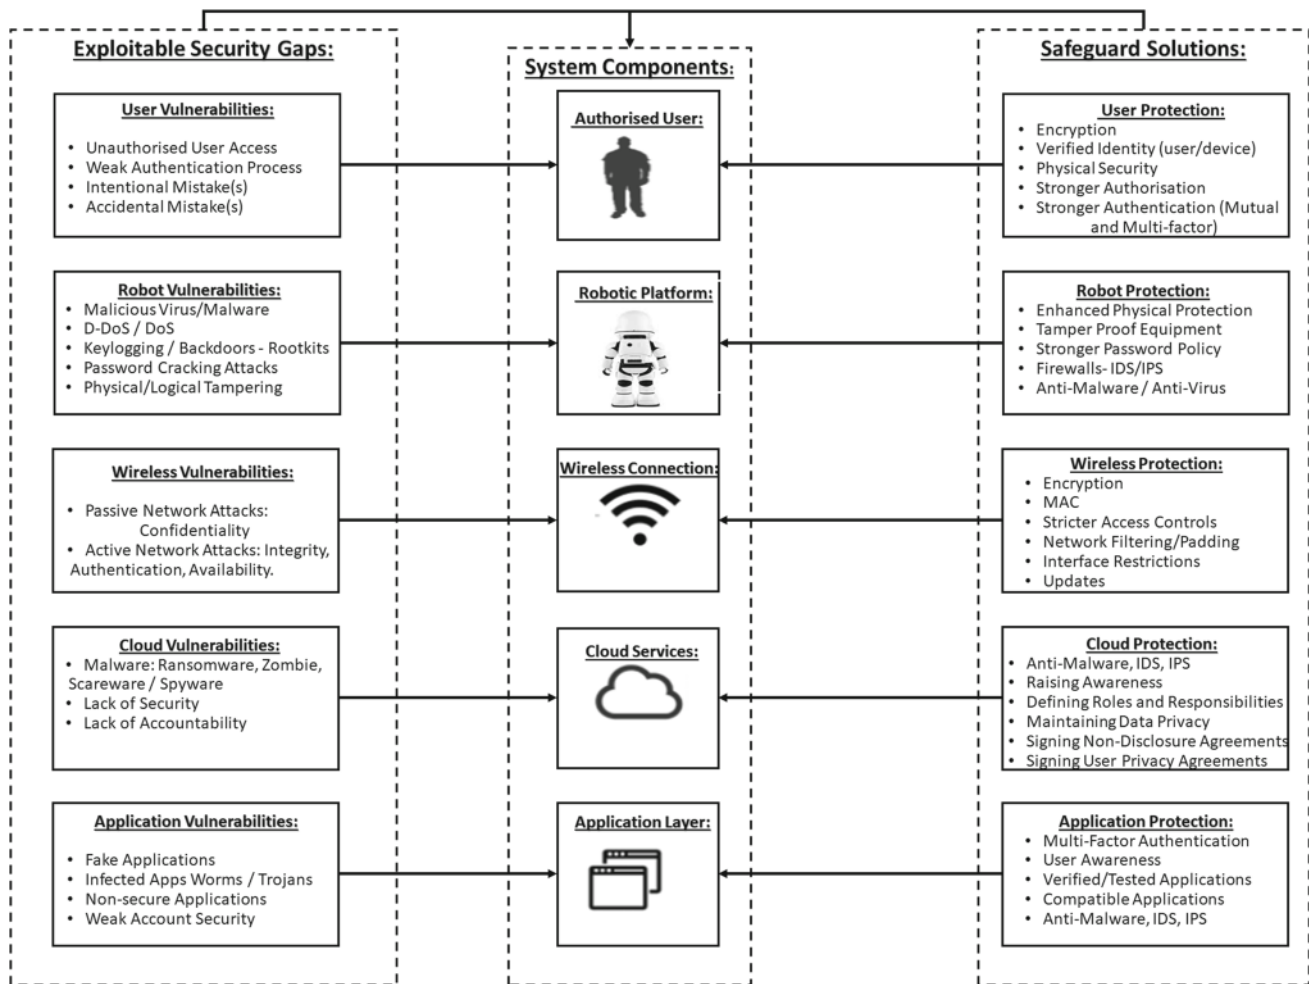 Exploitable Security Gaps:
User Vulnerabilities:
• Unauthorised User Access
• Weak Authentication Process
• Intentional Mistake(s)
• Accidental Mistake(s)
Robot Vulnerabilities:
• Malicious Virus/Malware
• D-DoS / DoS
• Keylogging / Backdoors - Rootkits
• Password Cracking Attacks
• Physical/Logical Tampering
Wireless Vulnerabilities:
• Passive Network Attacks:
Confidentiality
• Active Network Attacks: Integrity,
Authentication, Availability.
Cloud Vulnerabilities:
• Malware: Ransomware, Zombie,
Scareware / Spyware
• Lack of Security
• Lack of Accountability
Application Vulnerabilities:
• Fake Applications
• Infected Apps Worms / Trojans
• Non-secure Applications
• Weak Account Security
System Components:
Authorised User:
Robotic Platform:
Wireless Connection:
Cloud Services:
Application Layer:
Safeguard Solutions:
User Protection:
• Encryption
• Verified Identity (user/device)
• Physical Security
• Stronger Authorisation
• Stronger Authentication (Mutual
and Multi-factor)
Robot Protection:
• Enhanced Physical Protection
• Tamper Proof Equipment
• Stronger Password Policy
• Firewalls- IDS/IPS
• Anti-Malware / Anti-Virus
Wireless Protection:
• Encryption
• MAC
• Stricter Access Controls
• Network Filtering/Padding
• Interface Restrictions
• Updates
Cloud Protection:
• Anti-Malware, IDS, IPS
• Raising Awareness
• Defining Roles and Responsibilities
• Maintaining Data Privacy
• Signing Non-Disclosure Agreements
• Signing User Privacy Agreements
Application Protection:
• Multi-Factor Authentication
• User Awareness
• Verified/Tested Applications
• Compatible Applications
• Anti-Malware, IDS, IPS